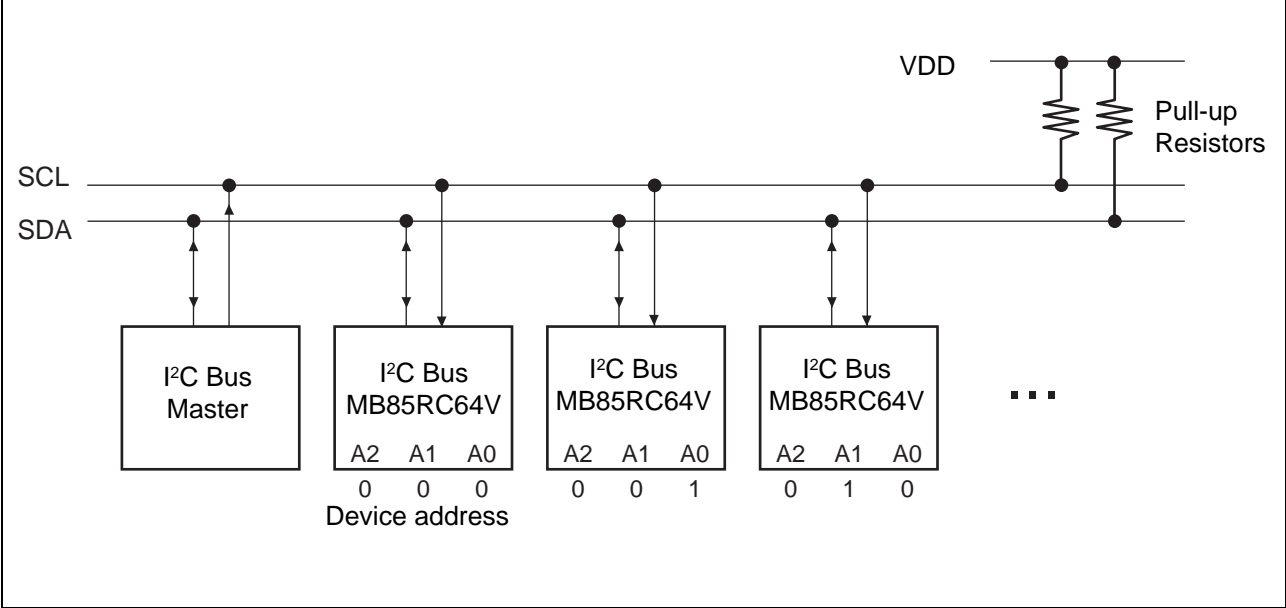 VDD
Pull-up
Resistors
SCL
SDA
I²C Bus
Master
I²C Bus
MB85RC64V
A2 A1 A0
0 0 0
Device address
I²C Bus
MB85RC64V
A2 A1 A0
0 0 1
I²C Bus
MB85RC64V
A2 A1 A0
0 1 0
...